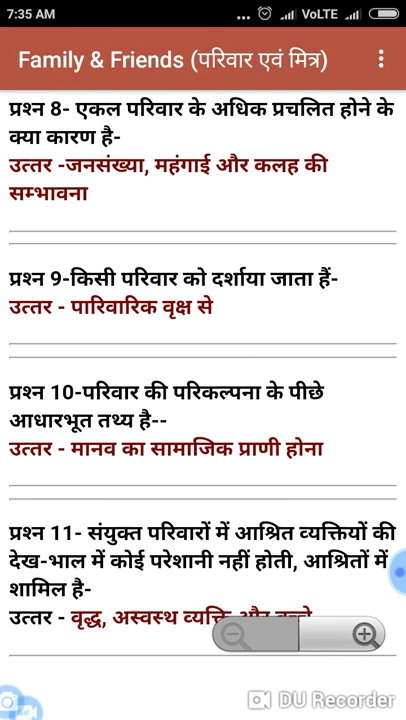 7:35 AM ... VoLTE
Family & Friends (परिवार एवं मित्र)
प्रश्न 8- एकल परिवार के अधिक प्रचलित होने के
क्या कारण है-
उत्तर -जनसंख्या, महंगाई और कलह की
सम्भावना
प्रश्न 9-किसी परिवार को दर्शाया जाता हैं-
उत्तर - पारिवारिक वृक्ष से
प्रश्न 10-परिवार की परिकल्पना के पीछे
आधारभूत तथ्य है--
उत्तर - मानव का सामाजिक प्राणी होना
प्रश्न 11- संयुक्त परिवारों में आश्रित व्यक्तियों की
देख-भाल में कोई परेशानी नहीं होती, आश्रितों में
शामिल है-
उत्तर - वृद्ध, अस्वस्थ व्यक्ति और
DU Recorder